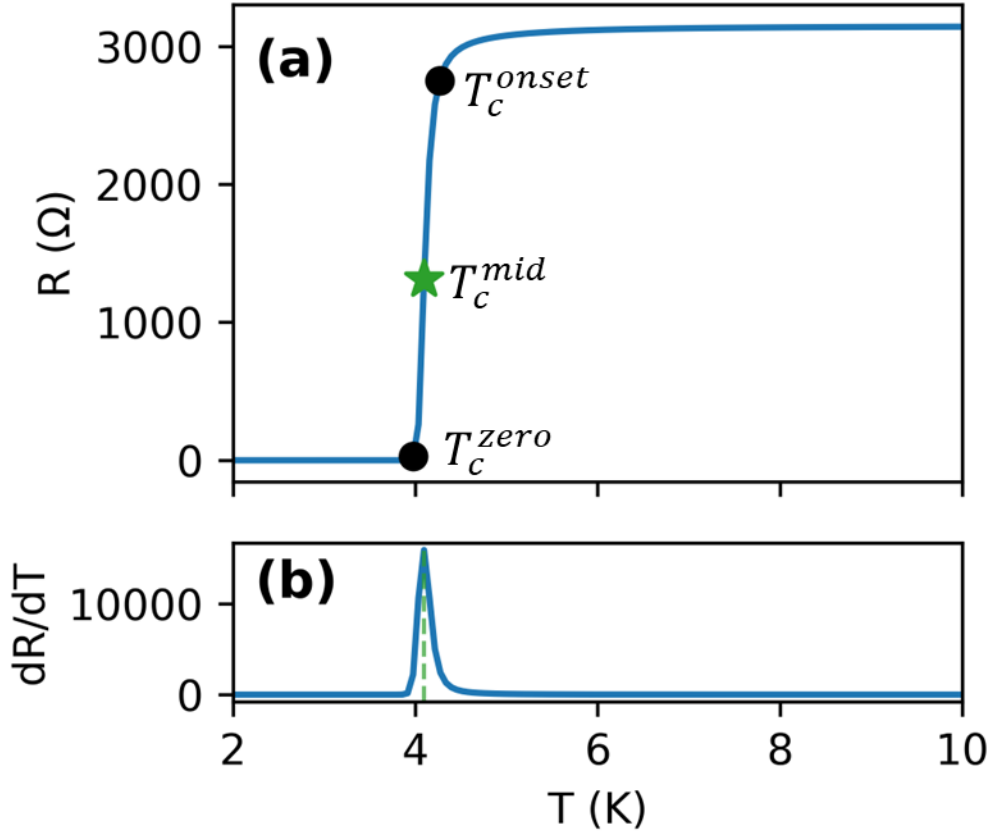 (a)
3000
2000
1000
0
R (Ω)
T_c^{onset}
T_c^{mid}
T_c^{zero}
(b)
10000
0
dR/dT
2 4 6 8 10
T (K)